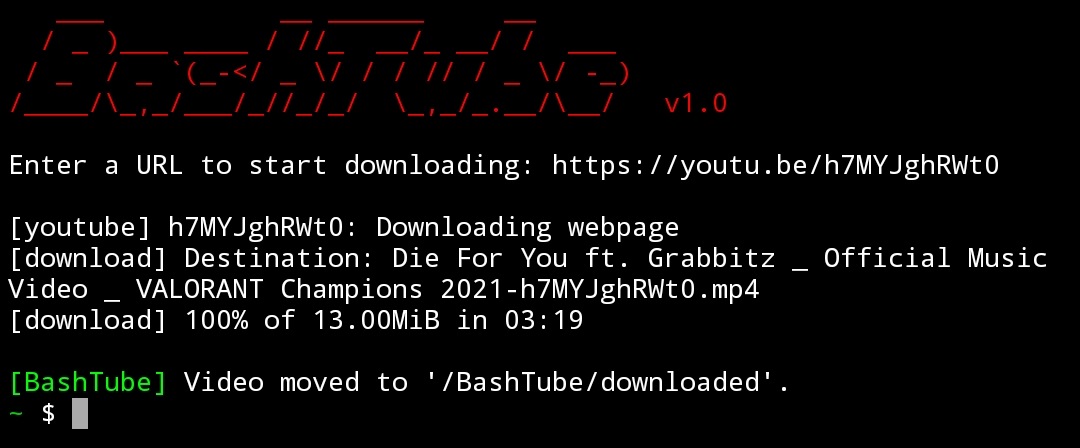 BashTube v1.0
Enter a URL to start downloading: https://youtu.be/h7MYJghRWt0
[youtube] h7MYJghRWt0: Downloading webpage
[download] Destination: Die For You ft. Grabbitz _ Official Music
Video _ VALORANT Champions 2021-h7MYJghRWt0.mp4
[download] 100% of 13.00MiB in 03:19
[BashTube] Video moved to '/BashTube/downloaded'.
~ $